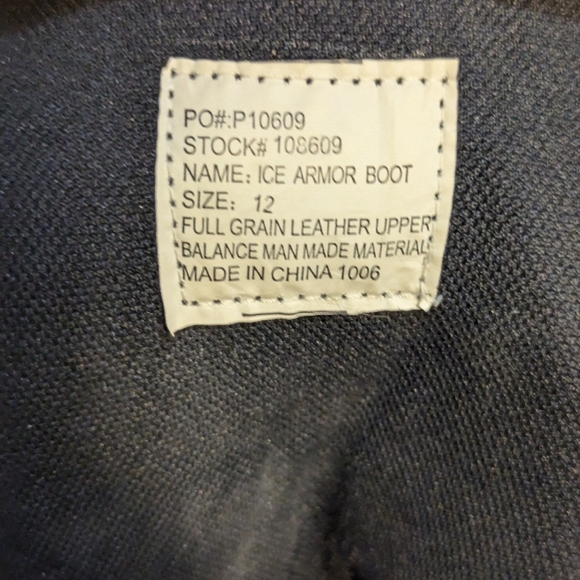 PO#:P10609
STOCK# 108609
NAME: ICE ARMOR BOOT
SIZE: 12
FULL GRAIN LEATHER UPPER
BALANCE MAN MADE MATERIAL
MADE IN CHINA 1006